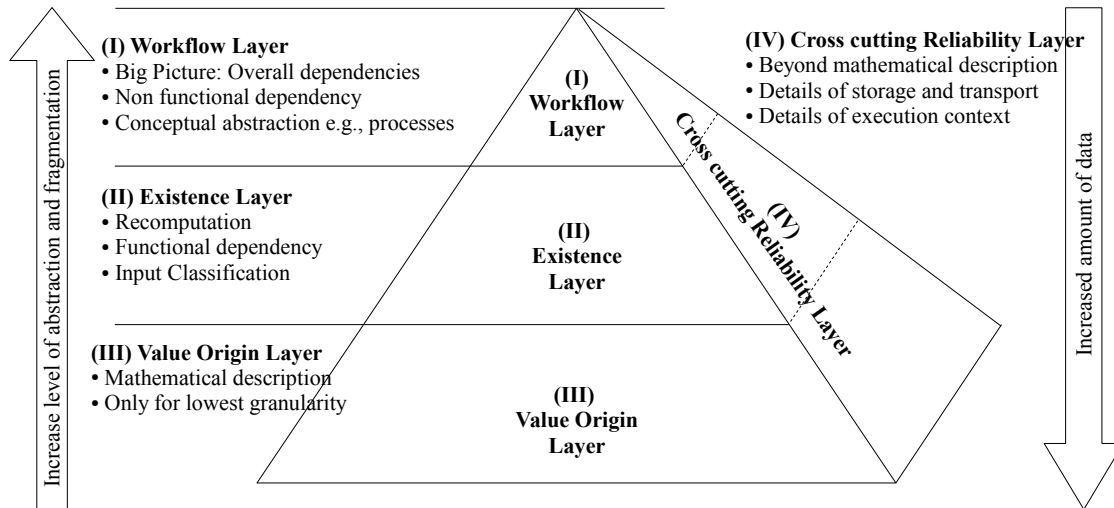 (I) Workflow Layer
• Big Picture: Overall dependencies
• Non functional dependency
• Conceptual abstraction e.g., processes
(II) Existence Layer
• Recomputation
• Functional dependency
• Input Classification
(III) Value Origin Layer
• Mathematical description
• Only for lowest granularity
Increase level of abstraction and fragmentation
(I)
Workflow
Layer
(II)
Existence
Layer
(III)
Value Origin
Layer
(IV)
Cross cutting Reliability Layer
(IV) Cross cutting Reliability Layer
• Beyond mathematical description
• Details of storage and transport
• Details of execution context
Increased amount of data